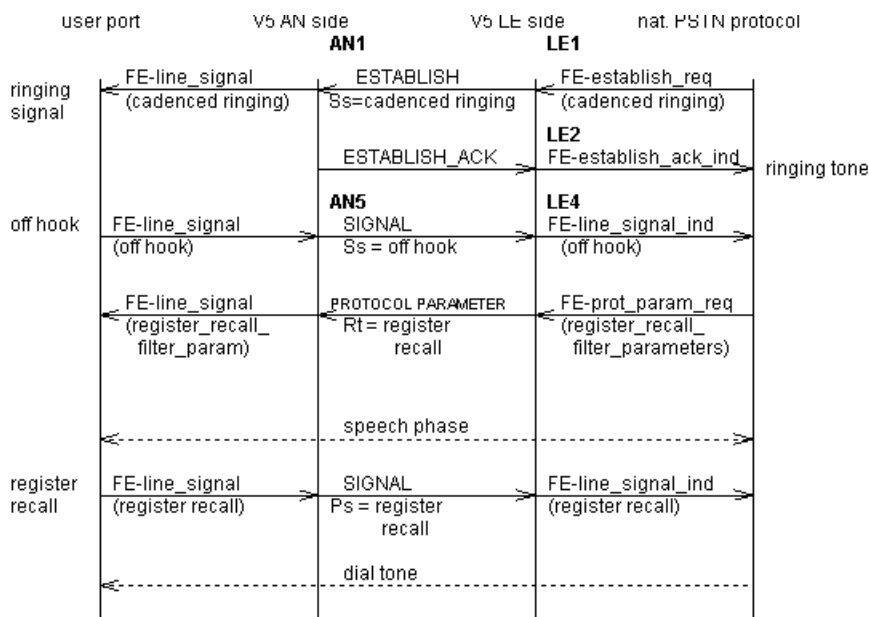 user port V5 AN side V5 LE side nat. PSTN protocol
AN1 LE1
FE-line_signal ESTABLISH FE-establish_req
ringing signal
(cadenced ringing) Ss=cadenced ringing (cadenced ringing)
LE2
ESTABLISH_ACK FE-establish_ack_ind
ringing tone
AN5 LE4
off hook FE-line_signal SIGNAL FE-line_signal_ind
(off hook) Ss = off hook (off hook)
FE-line_signal PROTOCOL PARAMETER FE-prot_param_req
(register_recall_ Rt = register (register_recall_
filter_param) recall filter_parameters)
speech phase
register FE-line_signal SIGNAL FE-line_signal_ind
recall (register recall) Ps = register (register recall)
recall
dial tone